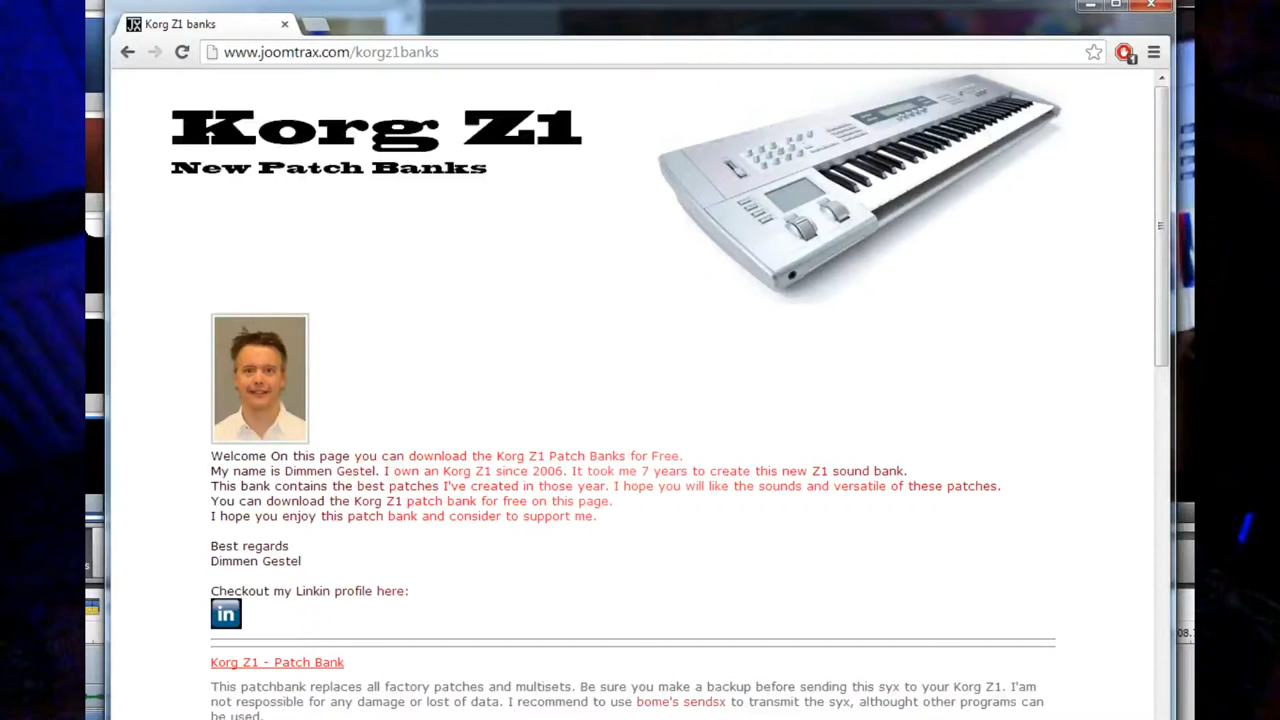 Korg Z1 banks
www.joomtrax.com/korgz1banks
1
Korg Z1
New Patch Banks
Welcome On this page you can download the Korg Z1 Patch Banks for Free.
My name is Dimmen Gestel. I own an Korg Z1 since 2006. It took me 7 years to create this new Z1 sound bank.
This bank contains the best patches I've created in those year. I hope you will like the sounds and versatile of these patches.
You can download the Korg Z1 patch bank for free on this page.
I hope you enjoy this patch bank and consider to support me.
Best regards
Dimmen Gestel
Checkout my Linkin profile here:
in
Korg Z1 - Patch Bank
This patchbank replaces all factory patches and multisets. Be sure you make a backup before sending this syx to your Korg Z1. I'am
not respossible for any damage or lost of data. I recommend to use bome's sendsx to transmit the syx, althought other programs can
be used.